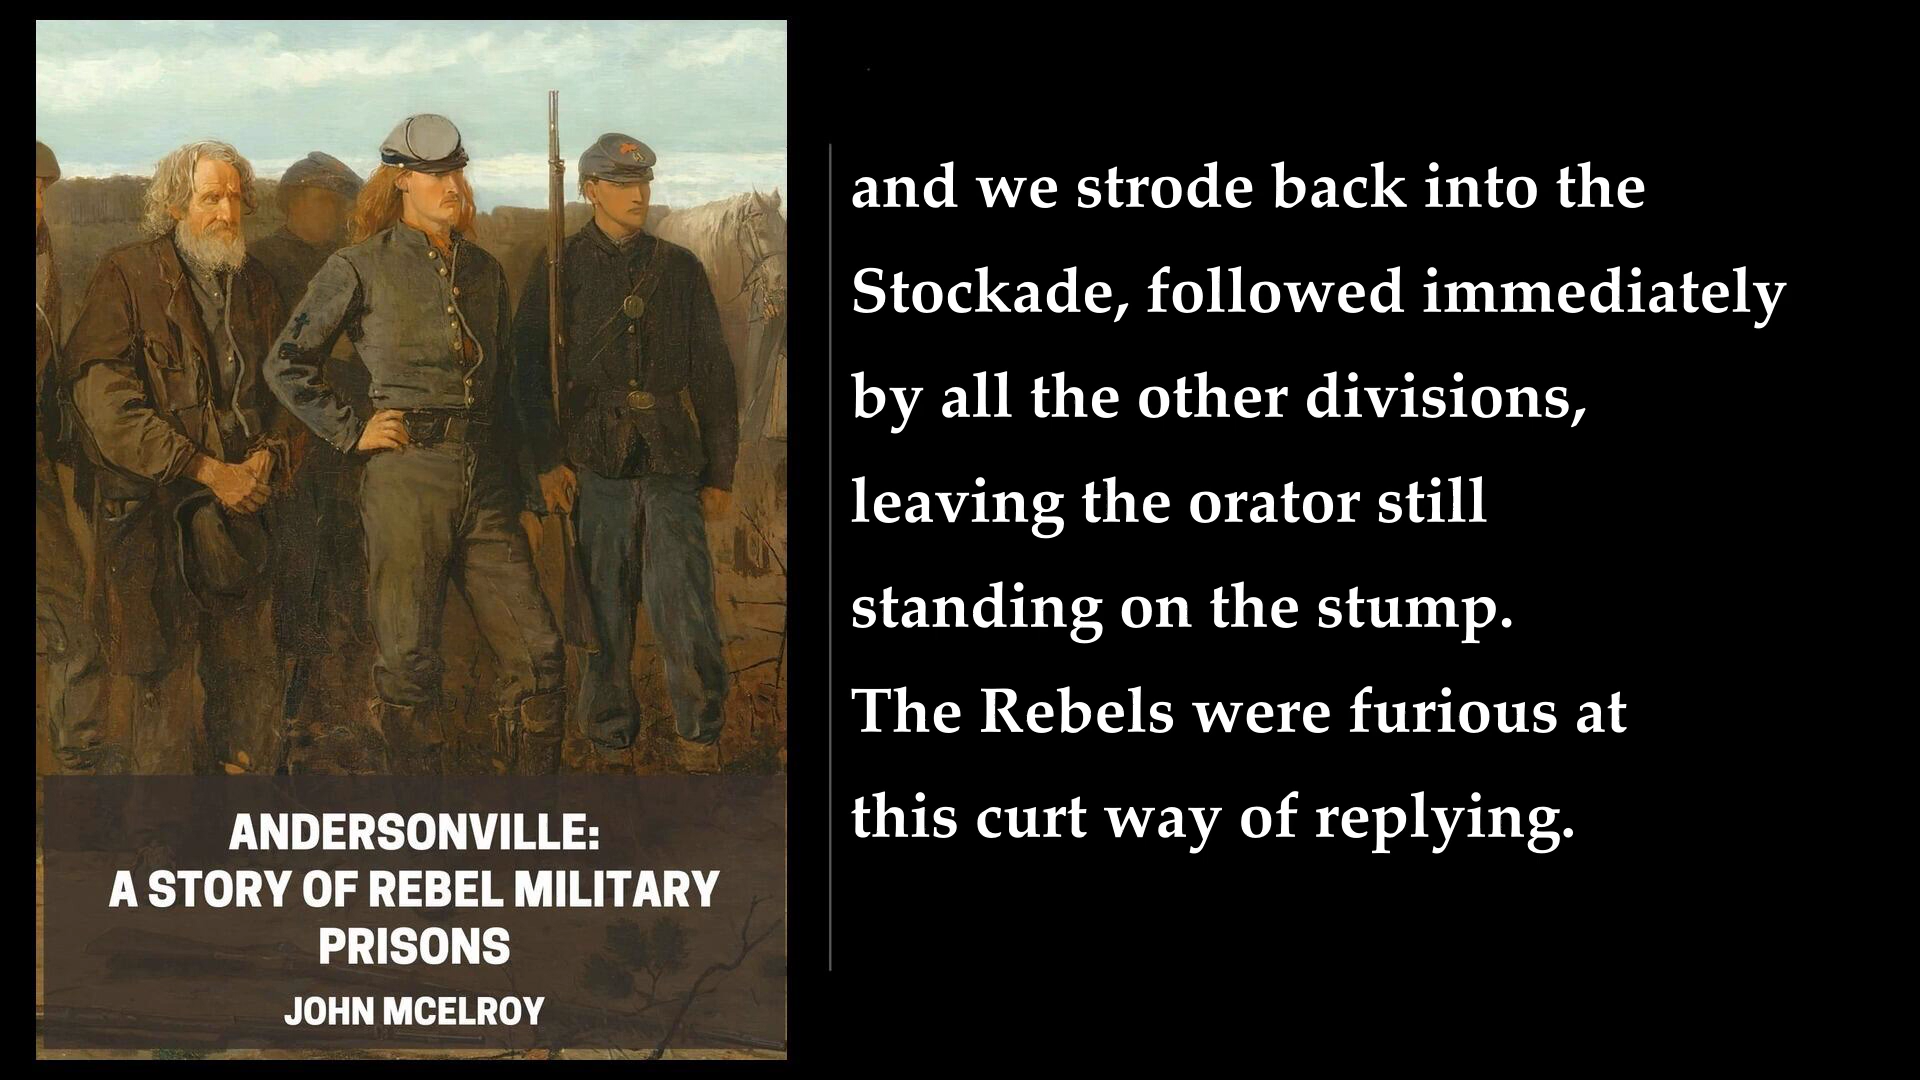 ANDERSONVILLE:
A STORY OF REBEL MILITARY
PRISONS
JOHN MCELROY
and we strode back into the
Stockade, followed immediately
by all the other divisions,
leaving the orator still
standing on the stump.
The Rebels were furious at
this curt way of replying.